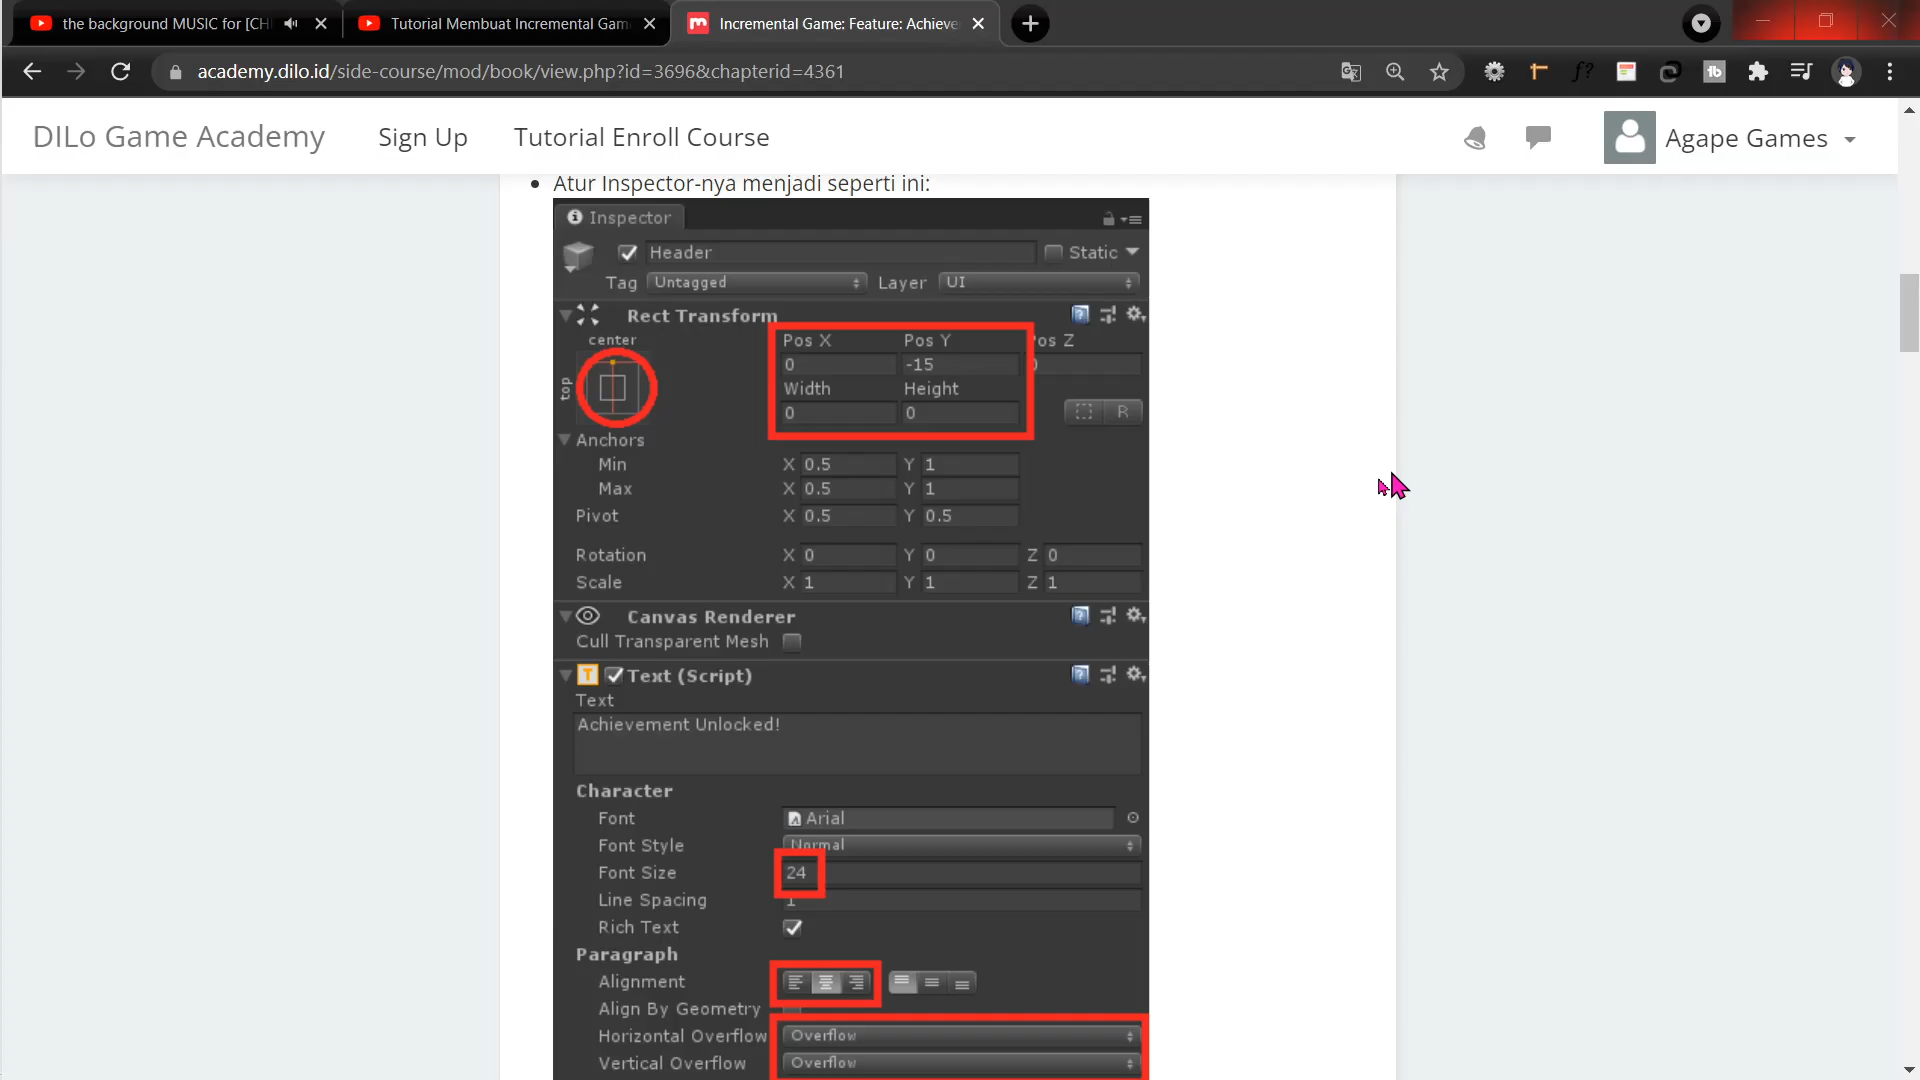 the background MUSIC for [CH
Tutorial Membuat Incremental Gam
Incremental Game: Feature: Achieve
academy.dilo.id/side-course/mod/book/view.php?id=3696&chapterid=4361
DILo Game Academy
Sign Up
Tutorial Enroll Course
Agape Games
Atur Inspector-nya menjadi seperti ini:
Inspector
Header
Static
Tag Untagged Layer UI
Rect Transform
center
top
Pos X Pos Y Pos Z
0 -15 0
Width Height
0 0
R
Anchors
Min X 0.5 Y 1
Max X 0.5 Y 1
Pivot X 0.5 Y 0.5
Rotation X 0 Y 0 Z 0
Scale X 1 Y 1 Z 1
Canvas Renderer
Cull Transparent Mesh
Text (Script)
Text
Achievement Unlocked!
Character
Font Arial
Font Style Normal
Font Size 24
Line Spacing 1
Rich Text
Paragraph
Alignment
Align By Geometry
Horizontal Overflow Overflow
Vertical Overflow Overflow